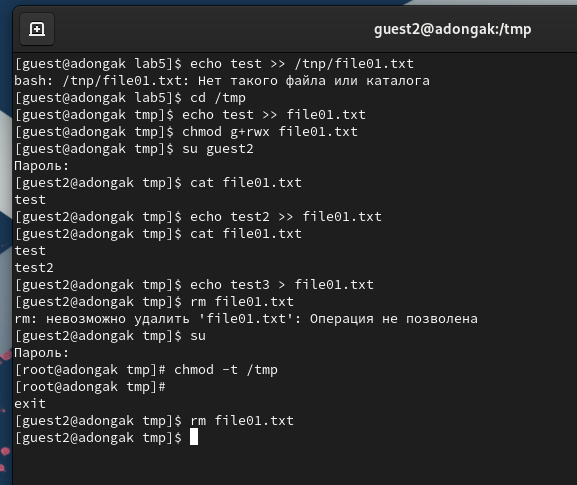 guest2@adongak:/tmp
[guest@adongak lab5]$ echo test >> /tnp/file01.txt
bash: /tnp/file01.txt: Нет такого файла или каталога
[guest@adongak lab5]$ cd /tmp
[guest@adongak tmp]$ echo test >> file01.txt
[guest@adongak tmp]$ chmod g+rwx file01.txt
[guest@adongak tmp]$ su guest2
Пароль:
[guest2@adongak tmp]$ cat file01.txt
test
[guest2@adongak tmp]$ echo test2 >> file01.txt
[guest2@adongak tmp]$ cat file01.txt
test
test2
[guest2@adongak tmp]$ echo test3 > file01.txt
[guest2@adongak tmp]$ rm file01.txt
rm: невозможно удалить 'file01.txt': Операция не позволена
[guest2@adongak tmp]$ su
Пароль:
[root@adongak tmp]# chmod -t /tmp
[root@adongak tmp]#
exit
[guest2@adongak tmp]$ rm file01.txt
[guest2@adongak tmp]$